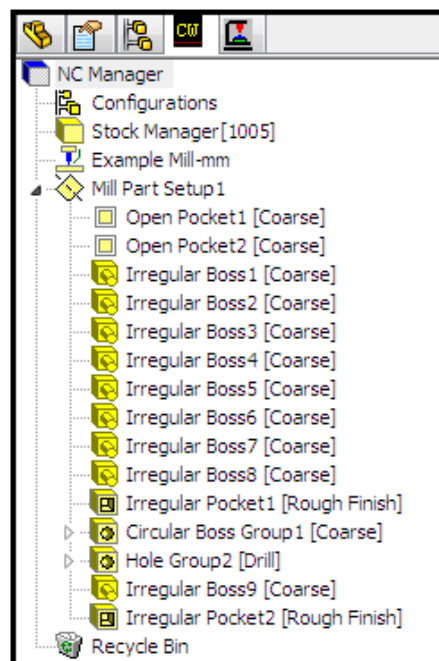 CW
NC Manager
Configurations
Stock Manager[1005]
Example Mill-mm
Mill Part Setup1
Open Pocket1 [Coarse]
Open Pocket2 [Coarse]
Irregular Boss1 [Coarse]
Irregular Boss2 [Coarse]
Irregular Boss3 [Coarse]
Irregular Boss4 [Coarse]
Irregular Boss5 [Coarse]
Irregular Boss6 [Coarse]
Irregular Boss7 [Coarse]
Irregular Boss8 [Coarse]
Irregular Pocket1 [Rough Finish]
Circular Boss Group1 [Coarse]
Hole Group2 [Drill]
Irregular Boss9 [Coarse]
Irregular Pocket2 [Rough Finish]
Recycle Bin